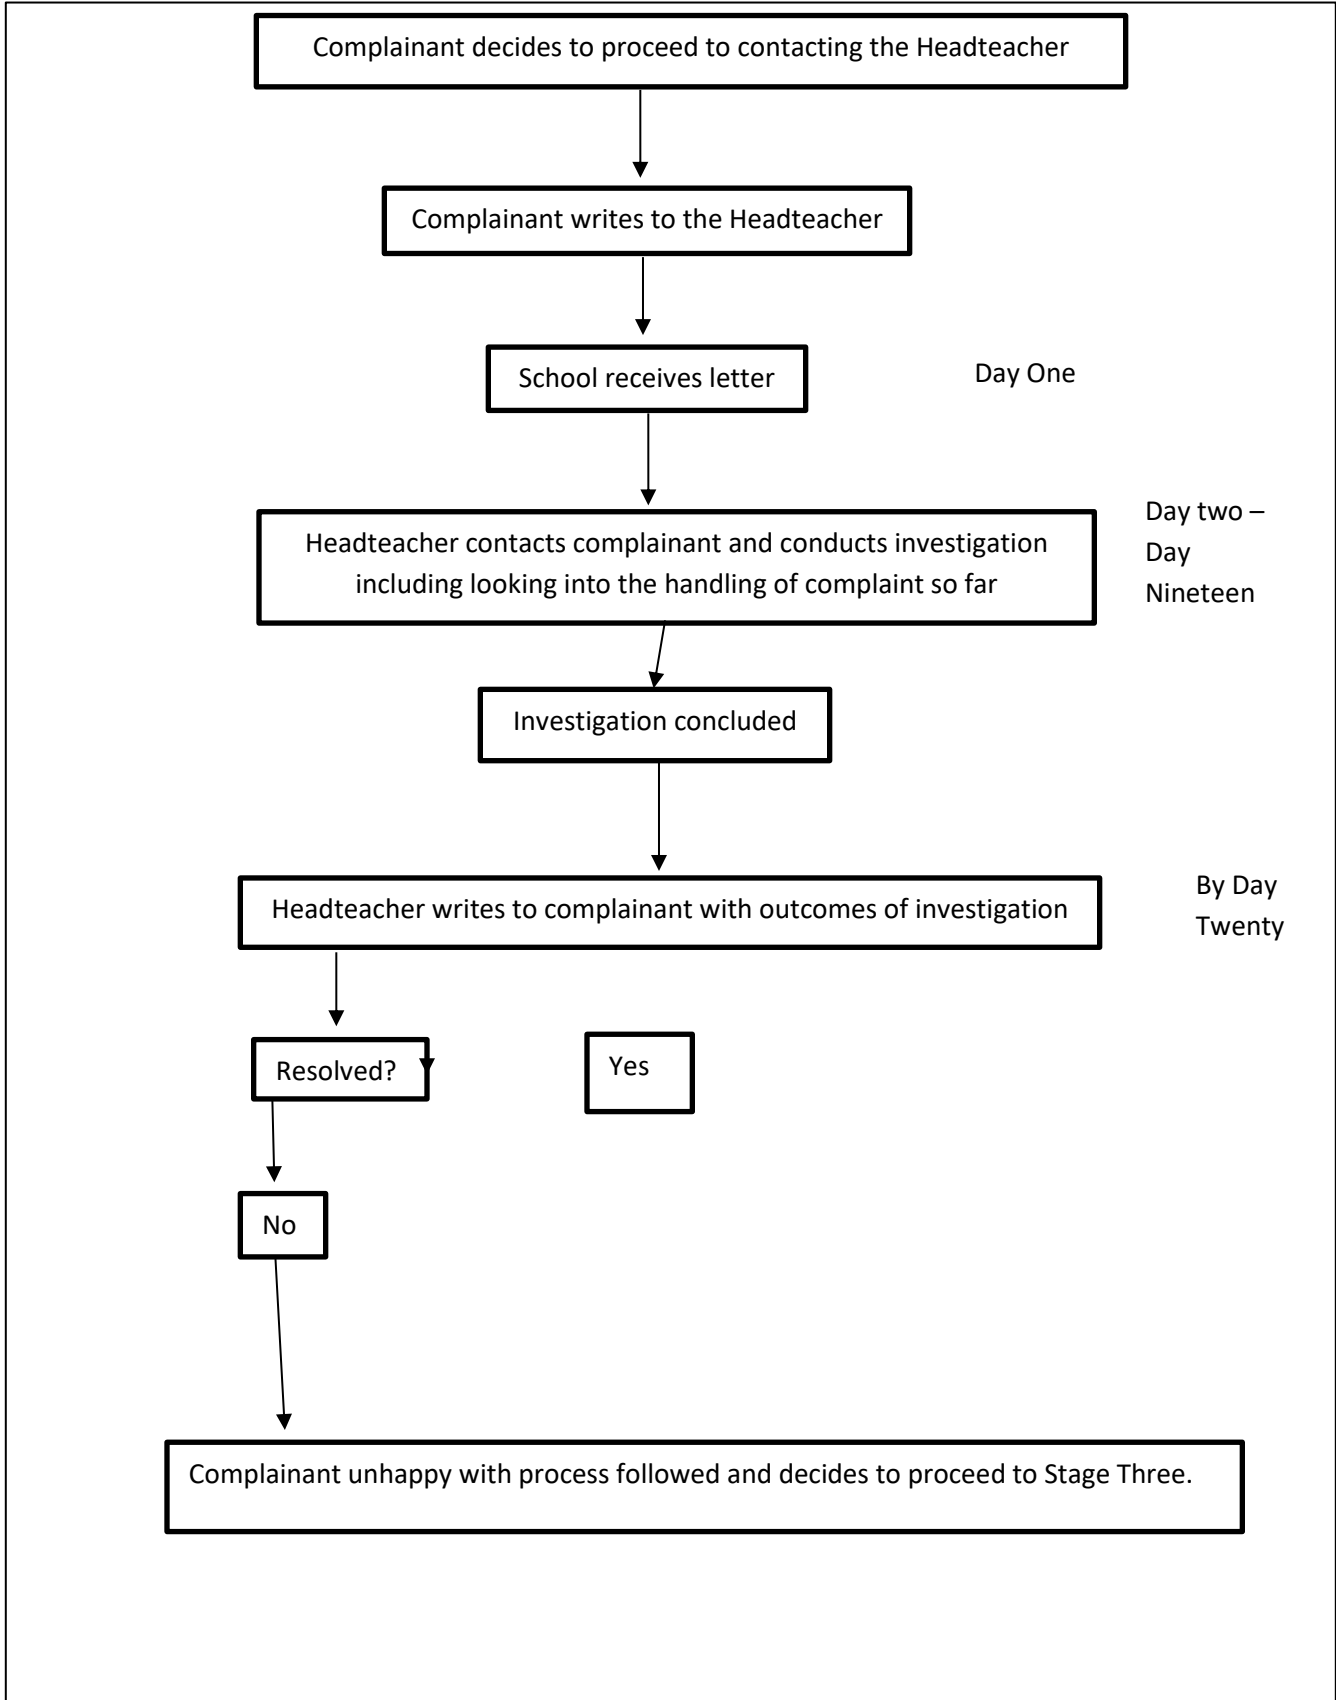 Complainant decides to proceed to contacting the Headteacher
Complainant writes to the Headteacher
School receives letter
Day One
Headteacher contacts complainant and conducts investigation
including looking into the handling of complaint so far
Day two –
Day
Nineteen
Investigation concluded
Headteacher writes to complainant with outcomes of investigation
By Day
Twenty
Resolved?
Yes
No
Complainant unhappy with process followed and decides to proceed to Stage Three.